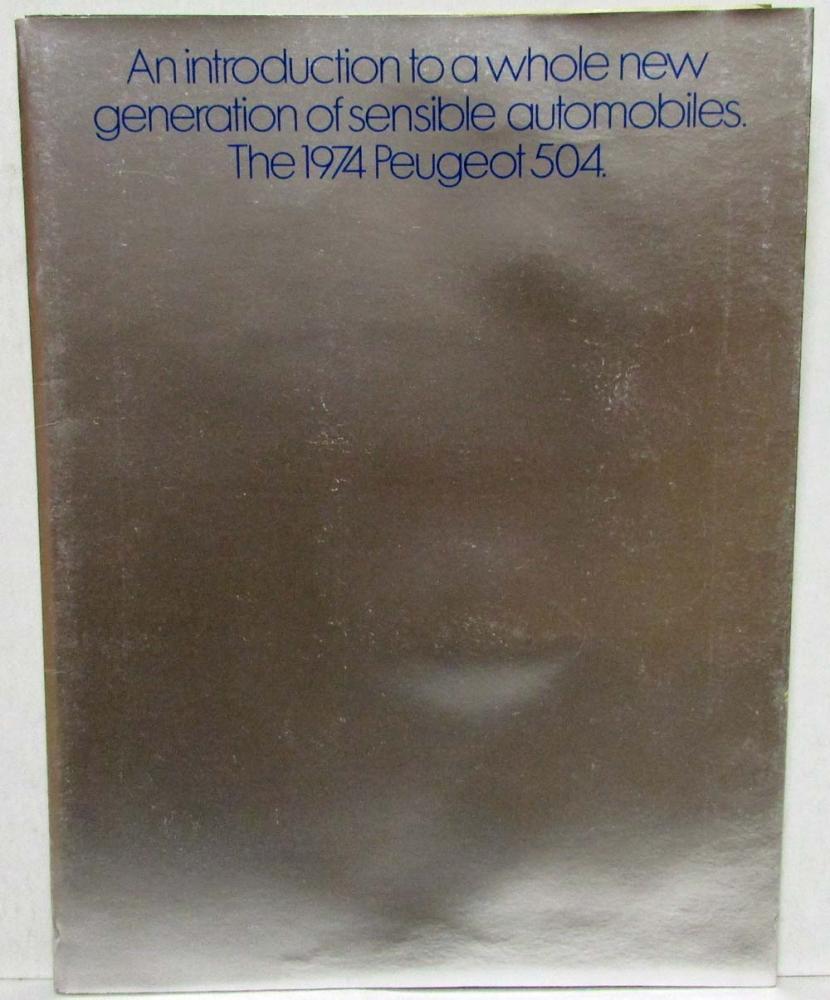 An introduction to a whole new
generation of sensible automobiles.
The 1974 Peugeot 504.